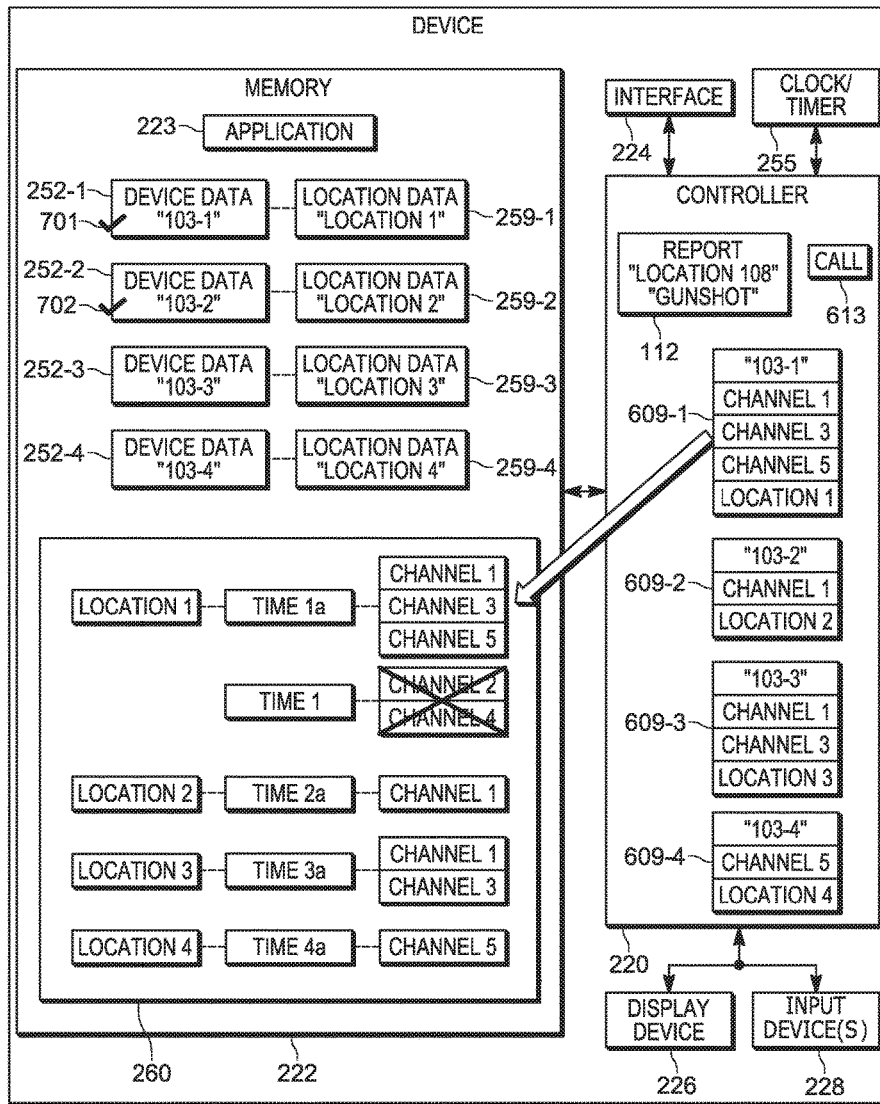 DEVICE
MEMORY
223
APPLICATION
252-1
701
DEVICE DATA
"103-1"
LOCATION DATA
"LOCATION 1"
259-1
252-2
702
DEVICE DATA
"103-2"
LOCATION DATA
"LOCATION 2"
259-2
252-3
DEVICE DATA
"103-3"
LOCATION DATA
"LOCATION 3"
259-3
252-4
DEVICE DATA
"103-4"
LOCATION DATA
"LOCATION 4"
259-4
LOCATION 1
TIME 1a
CHANNEL 1
CHANNEL 3
CHANNEL 5
TIME 1
CHANNEL 2
CHANNEL 4
LOCATION 2
TIME 2a
CHANNEL 1
LOCATION 3
TIME 3a
CHANNEL 1
CHANNEL 3
LOCATION 4
TIME 4a
CHANNEL 5
260
222
INTERFACE
224
CLOCK/
TIMER
255
CONTROLLER
REPORT
"LOCATION 108"
"GUNSHOT"
112
CALL
613
609-1
"103-1"
CHANNEL 1
CHANNEL 3
CHANNEL 5
LOCATION 1
609-2
"103-2"
CHANNEL 1
LOCATION 2
609-3
"103-3"
CHANNEL 1
CHANNEL 3
LOCATION 3
609-4
"103-4"
CHANNEL 5
LOCATION 4
220
DISPLAY
DEVICE
226
INPUT
DEVICE(S)
228